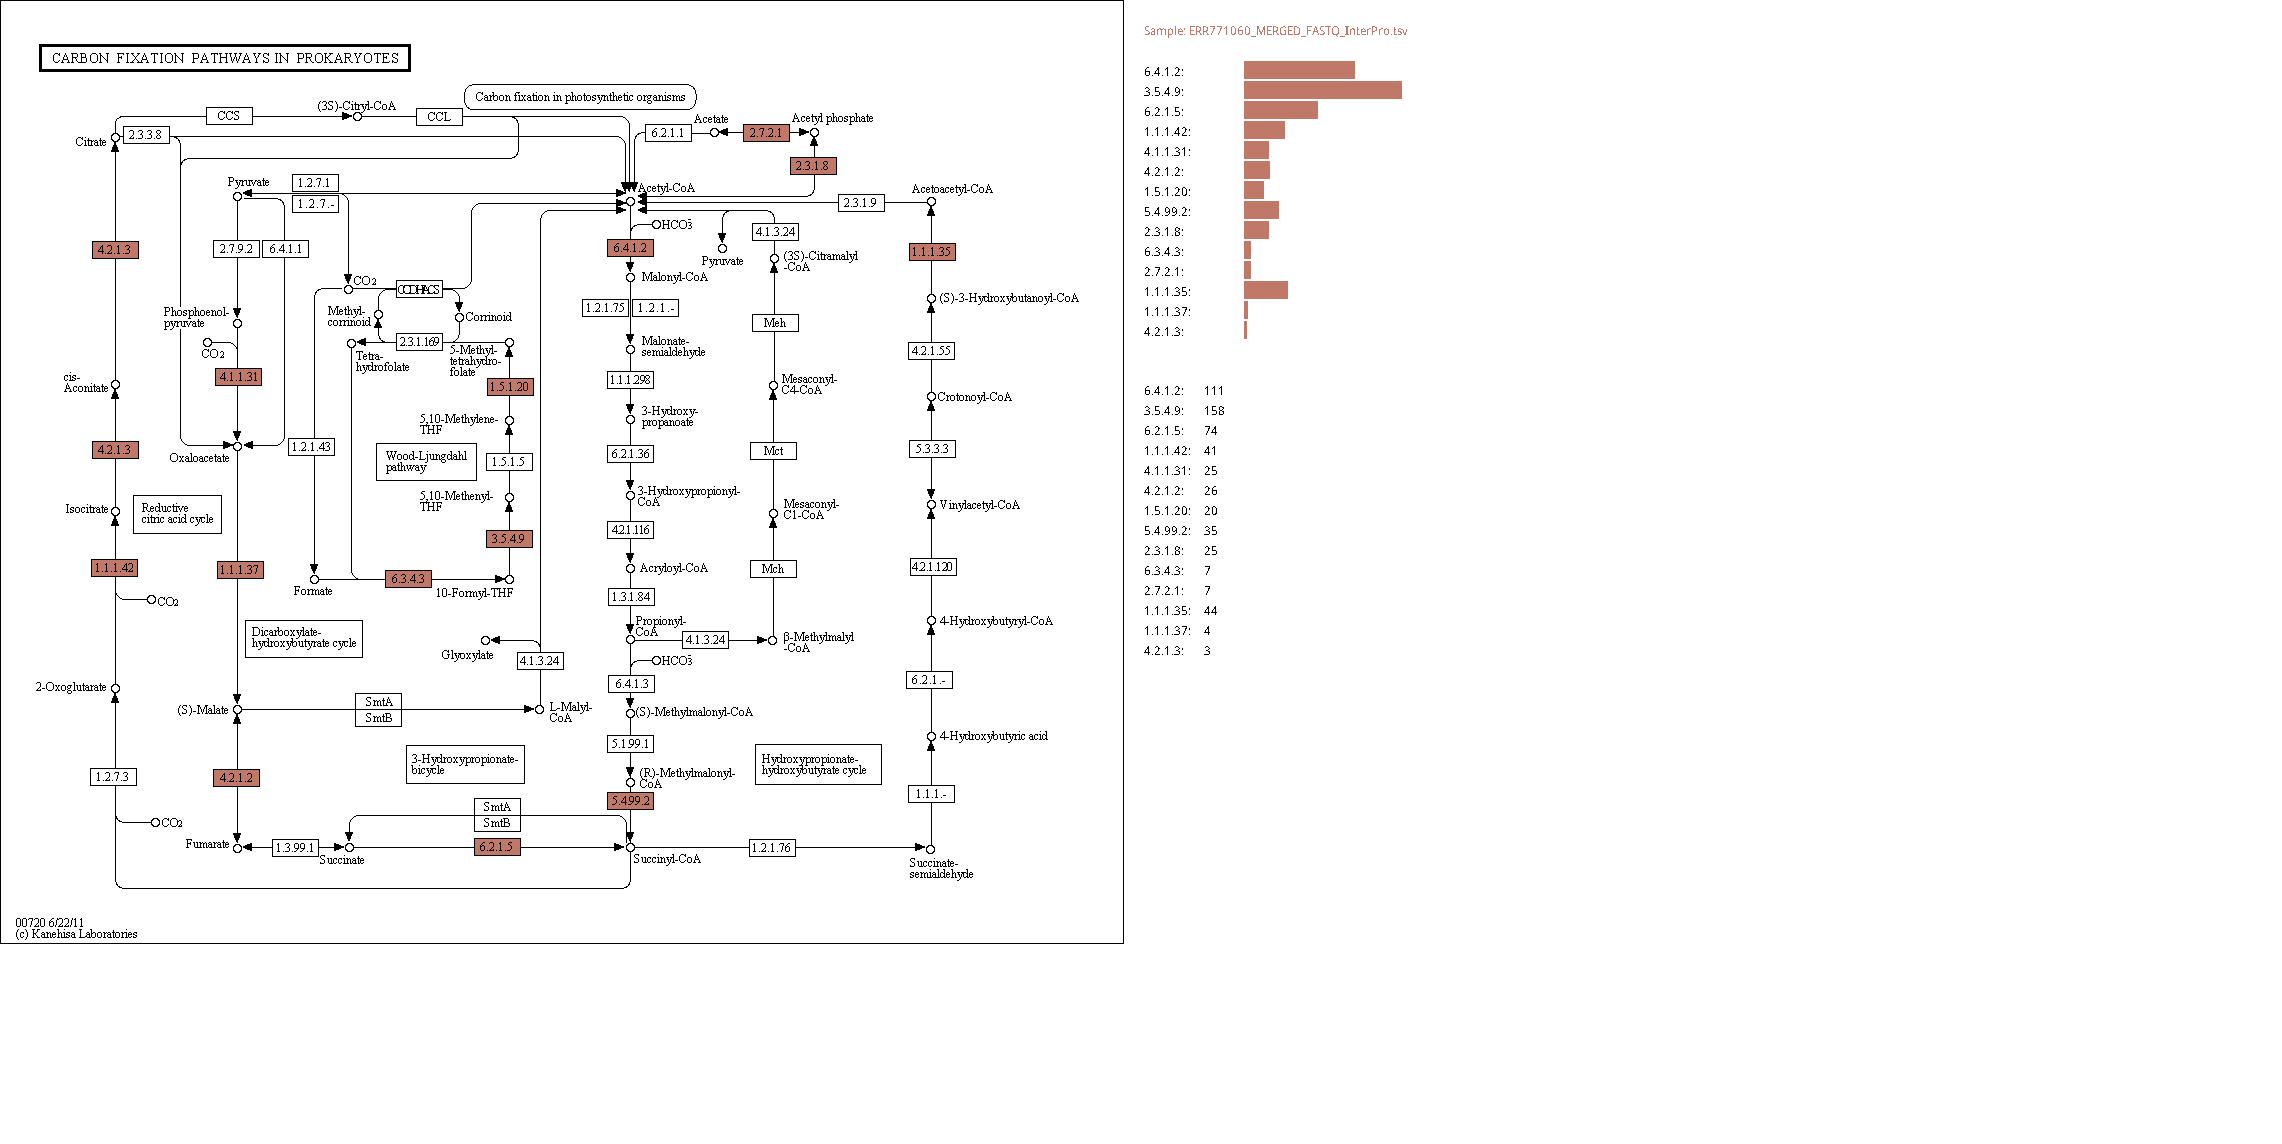 Sample: ERR771060_MERGED_FASTQ_InterPro.tsv
CARBON FIXATION PATHWAYS IN PROKARYOTES
Carbon fixation in photosynthetic organisms
CCS
(3S)-Citryl-CoA
CCL
Citrate
2.3.3.8
6.2.1.1
Acetate
2.7.2.1
Acetyl phosphate
2.3.1.8
Pyruvate
1.2.7.1
1.2.7.-
Acetyl-CoA
2.3.1.9
Acetoacetyl-CoA
HCO3-
4.1.3.24
4.2.1.3
2.7.9.2
6.4.1.1
6.4.1.2
Pyruvate
(3S)-Citramalyl
-CoA
1.1.1.35
CO2
Malonyl-CoA
(S)-3-Hydroxybutanoyl-CoA
Methyl-
corrinoid
Corrinoid
1.2.1.75
1.2.1.-
Meh
Phosphoenol-
pyruvate
CO2
2.3.1.169
Tetra-
hydrofolate
5-Methyl-
tetrahydro-
folate
Malonate-
semialdehyde
4.2.1.55
cis-
Aconitate
4.1.1.31
1.5.1.20
1.1.1.298
Mesaconyl-
C4-CoA
Crotonoyl-CoA
5,10-Methylene-
THF
3-Hydroxy-
propanoate
4.2.1.3
Oxaloacetate
1.2.1.43
Wood-Ljungdahl
pathway
1.5.1.5
6.2.1.36
Mct
5.3.3.3
Isocitrate
Reductive
citric acid cycle
5,10-Methenyl-
THF
3-Hydroxypropionyl-
CoA
Mesaconyl-
C1-CoA
Vinylacetyl-CoA
3.5.4.9
4.2.1.116
1.1.1.42
1.1.1.37
6.3.4.3
Acryloyl-CoA
Mch
4.2.1.120
Formate
10-Formyl-THF
1.3.1.84
CO2
Dicarboxylate-
hydroxybutyrate cycle
Propionyl-
CoA
4.1.3.24
β-Methylmalyl
-CoA
4-Hydroxybutyryl-CoA
Glyoxylate
4.1.3.24
HCO3-
2-Oxoglutarate
6.4.1.3
6.2.1.-
(S)-Malate
SmtA
SmtB
L-Malyl-
CoA
(S)-Methylmalonyl-CoA
5.1.99.1
4-Hydroxybutyric acid
1.2.7.3
4.2.1.2
3-Hydroxypropionate-
bicycle
(R)-Methylmalonyl-
CoA
Hydroxypropionate-
hydroxybutyrate cycle
5.4.99.2
1.1.1.-
CO2
SmtA
SmtB
Fumarate
1.3.99.1
Succinate
6.2.1.5
Succinyl-CoA
1.2.1.76
Succinate-
semialdehyde
00720 6/22/11
(c) Kanehisa Laboratories
6.4.1.2:
3.5.4.9:
6.2.1.5:
1.1.1.42:
4.1.1.31:
4.2.1.2:
1.5.1.20:
5.4.99.2:
2.3.1.8:
6.3.4.3:
2.7.2.1:
1.1.1.35:
1.1.1.37:
4.2.1.3:
6.4.1.2: 111
3.5.4.9: 158
6.2.1.5: 74
1.1.1.42: 41
4.1.1.31: 25
4.2.1.2: 26
1.5.1.20: 20
5.4.99.2: 35
2.3.1.8: 25
6.3.4.3: 7
2.7.2.1: 7
1.1.1.35: 44
1.1.1.37: 4
4.2.1.3: 3